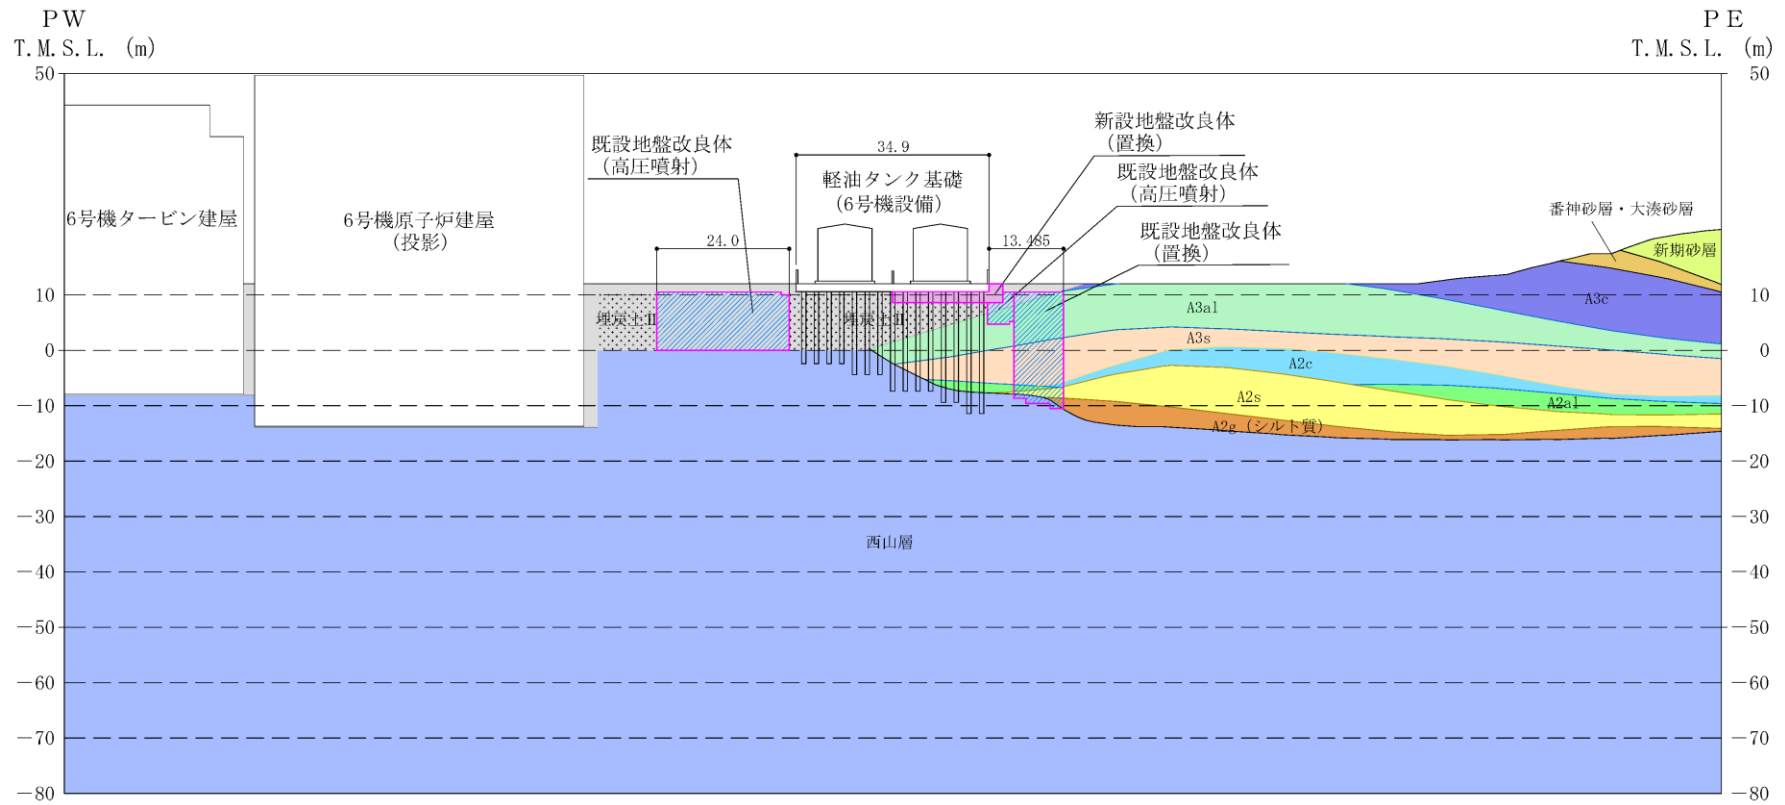 PW
T.M.S.L. (m)
PE
T.M.S.L. (m)
50
10
0
−10
−20
−30
−40
−50
−60
−70
−80
50
10
0
−10
−20
−30
−40
−50
−60
−70
−80
6号機タービン建屋
6号機原子炉建屋
(投影)
既設地盤改良体
(高圧噴射)
24.0
34.9
軽油タンク基礎
(6号機設備)
13.485
新設地盤改良体
(置換)
既設地盤改良体
(高圧噴射)
既設地盤改良体
(置換)
番神砂層・大湊砂層
新期砂層
埋戻土Ⅱ
埋戻土Ⅱ
A3c
A3al
A3s
A2c
A2s
A2al
A2g(シルト質)
西山層